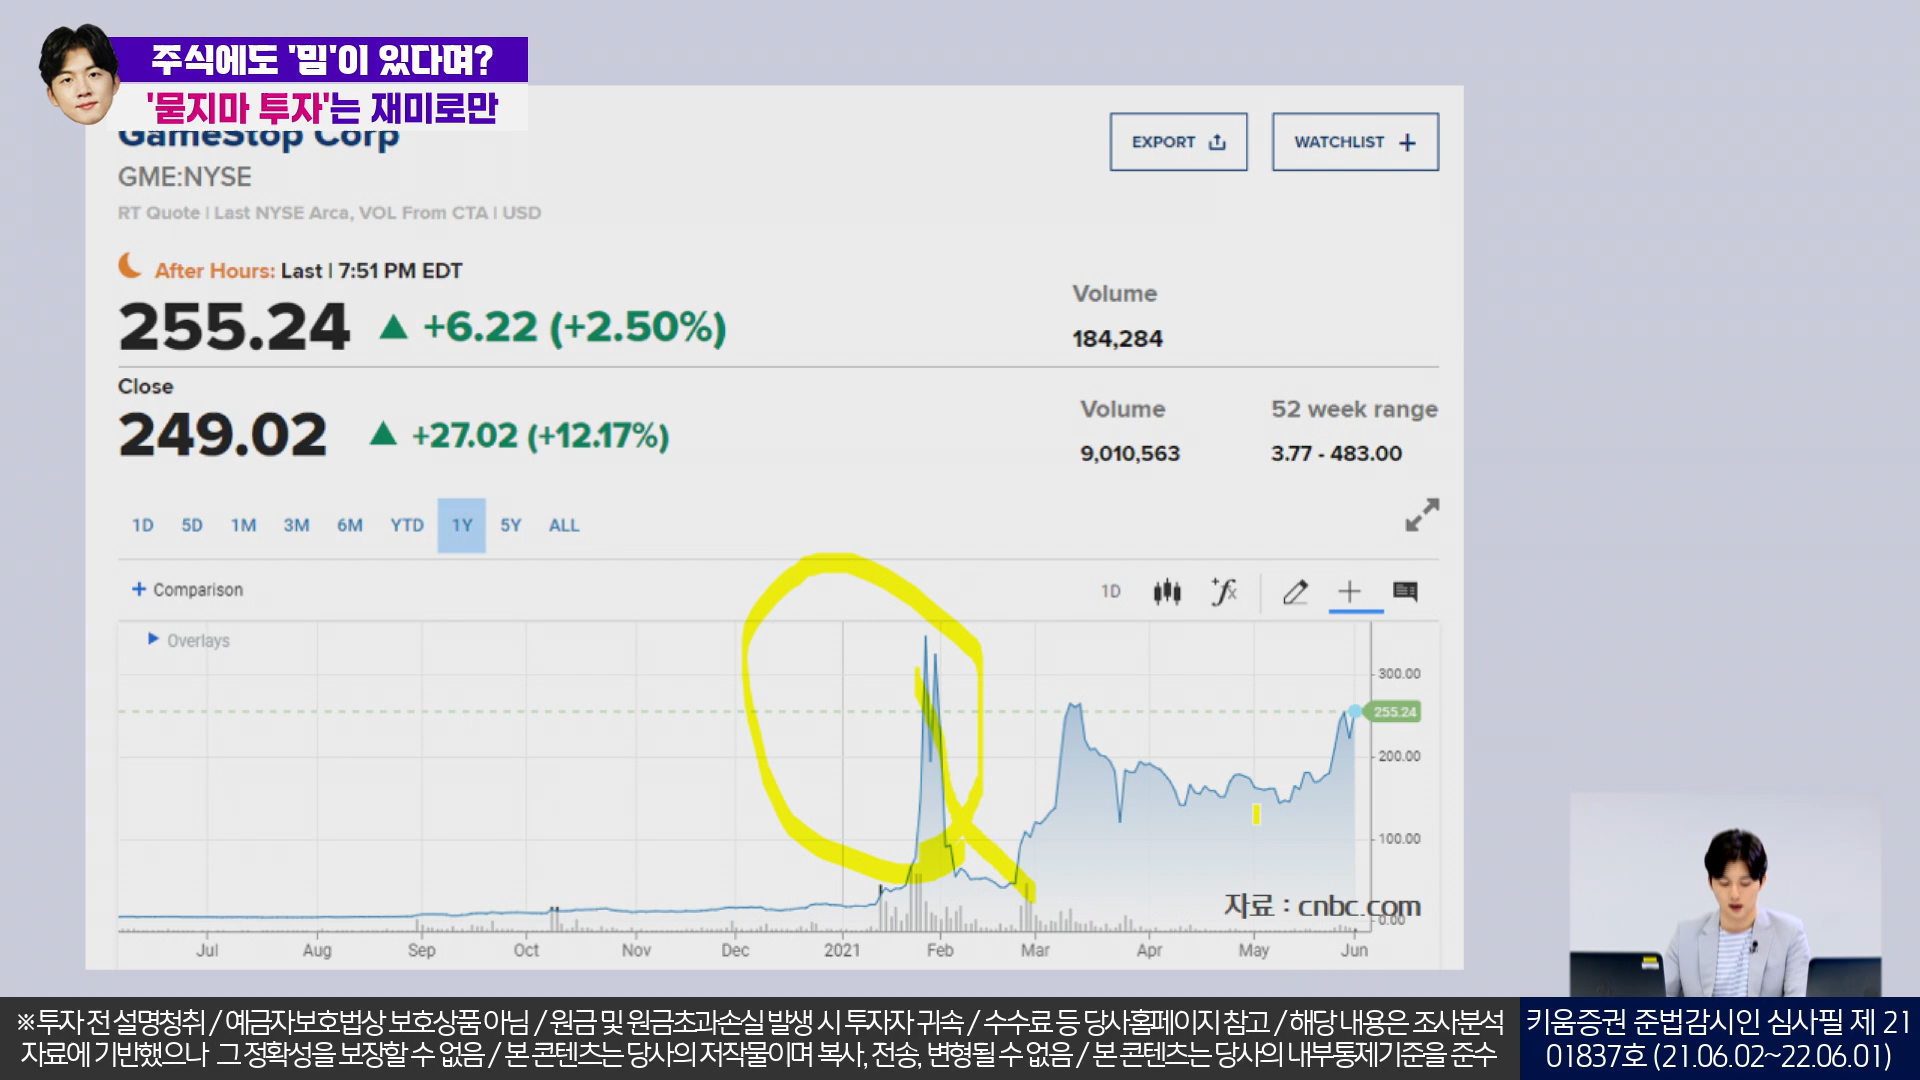 주식에도 '밈'이 있다며?
'묻지마 투자'는 재미로만
GameStop Corp
GME:NYSE
RT Quote | Last NYSE Arca, VOL From CTA | USD
EXPORT
WATCHLIST +
After Hours: Last | 7:51 PM EDT
255.24 ▲ +6.22 (+2.50%)
Volume
184,284
Close
249.02 ▲ +27.02 (+12.17%)
Volume
9,010,563
52 week range
3.77 - 483.00
1D 5D 1M 3M 6M YTD 1Y 5Y ALL
+ Comparison
1D
Overlays
300.00
255.24
200.00
100.00
0.00
자료 : cnbc.com
Jul Aug Sep Oct Nov Dec 2021 Feb Mar Apr May Jun
※투자 전 설명청취 / 예금자보호법상 보호상품 아님 / 원금 및 원금초과손실 발생 시 투자자 귀속 / 수수료 등 당사홈페이지 참고 / 해당 내용은 조사분석
자료에 기반했으나 그 정확성을 보장할 수 없음 / 본 콘텐츠는 당사의 저작물이며 복사, 전송, 변형될 수 없음 / 본 콘텐츠는 당사의 내부통제기준을 준수
키움증권 준법감시인 심사필 제 21
01837호 (21.06.02~22.06.01)